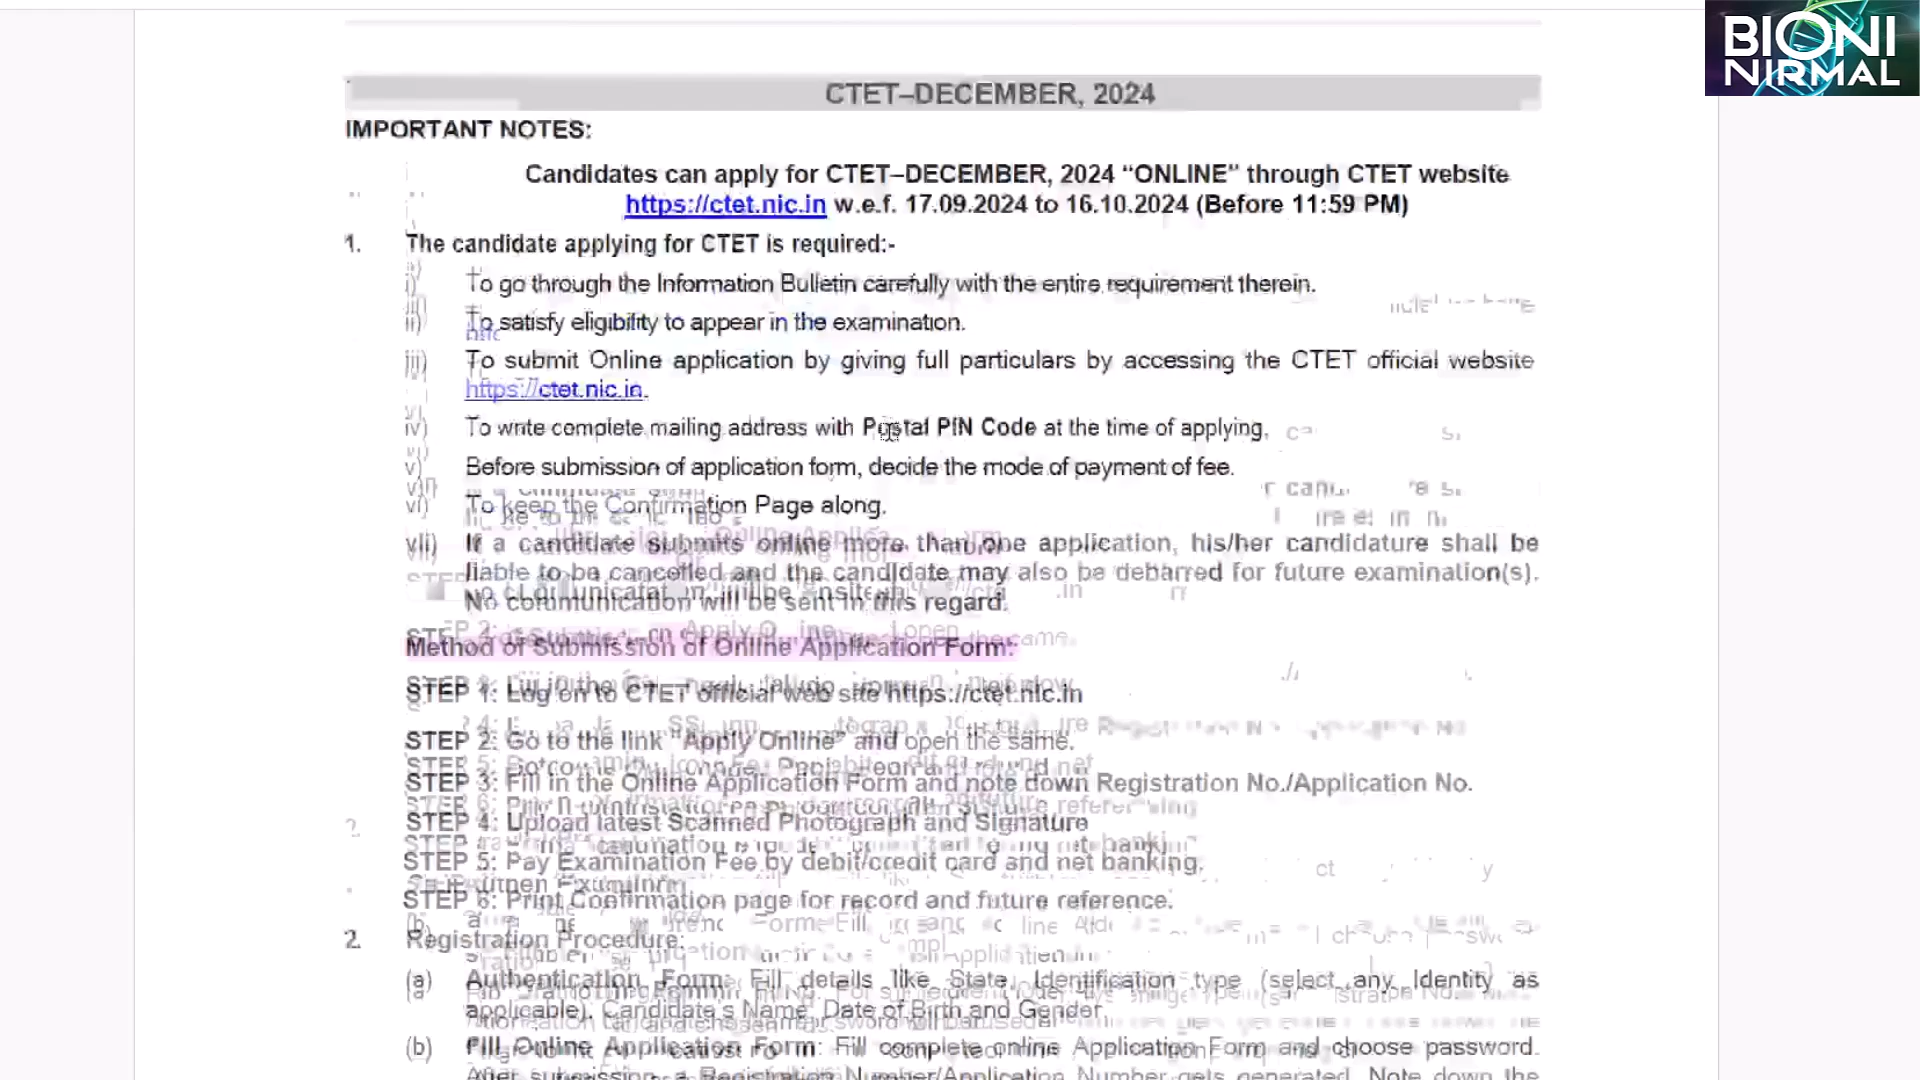 BIONI
NIRMAL
CTET–DECEMBER, 2024
IMPORTANT NOTES:
Candidates can apply for CTET–DECEMBER, 2024 “ONLINE” through CTET website
https://ctet.nic.in w.e.f. 17.09.2024 to 16.10.2024 (Before 11:59 PM)
1. The candidate applying for CTET is required:-
i) To go through the Information Bulletin carefully with the entire requirement therein.
ii) To satisfy eligibility to appear in the examination.
iii) To submit Online application by giving full particulars by accessing the CTET official website
https://ctet.nic.in.
iv) To write complete mailing address with Postal PIN Code at the time of applying.
v) Before submission of application form, decide the mode of payment of fee.
vi) To keep the Confirmation Page along.
vii) If a candidate submits online more than one application, his/her candidature shall be
liable to be cancelled and the candidate may also be debarred for future examination(s).
No communication will be sent in this regard.
Method of Submission of Online Application Form:
STEP 1: Log on to CTET official web site https://ctet.nic.in
STEP 2: Go to the link "Apply Online" and open the same.
STEP 3: Fill in the Online Application Form and note down Registration No./Application No.
STEP 4: Upload latest Scanned Photograph and Signature
STEP 5: Pay Examination Fee by debit/credit card and net banking.
STEP 6: Print Confirmation page for record and future reference.
2. Registration Procedure:
(a) Authentication Form: Fill details like State, Identification type (select any Identity as
applicable), Candidate's Name, Date of Birth and Gender
(b) Fill Online Application Form: Fill complete online Application Form and choose password.
After submission, a Registration Number/Application Number gets generated. Note down the